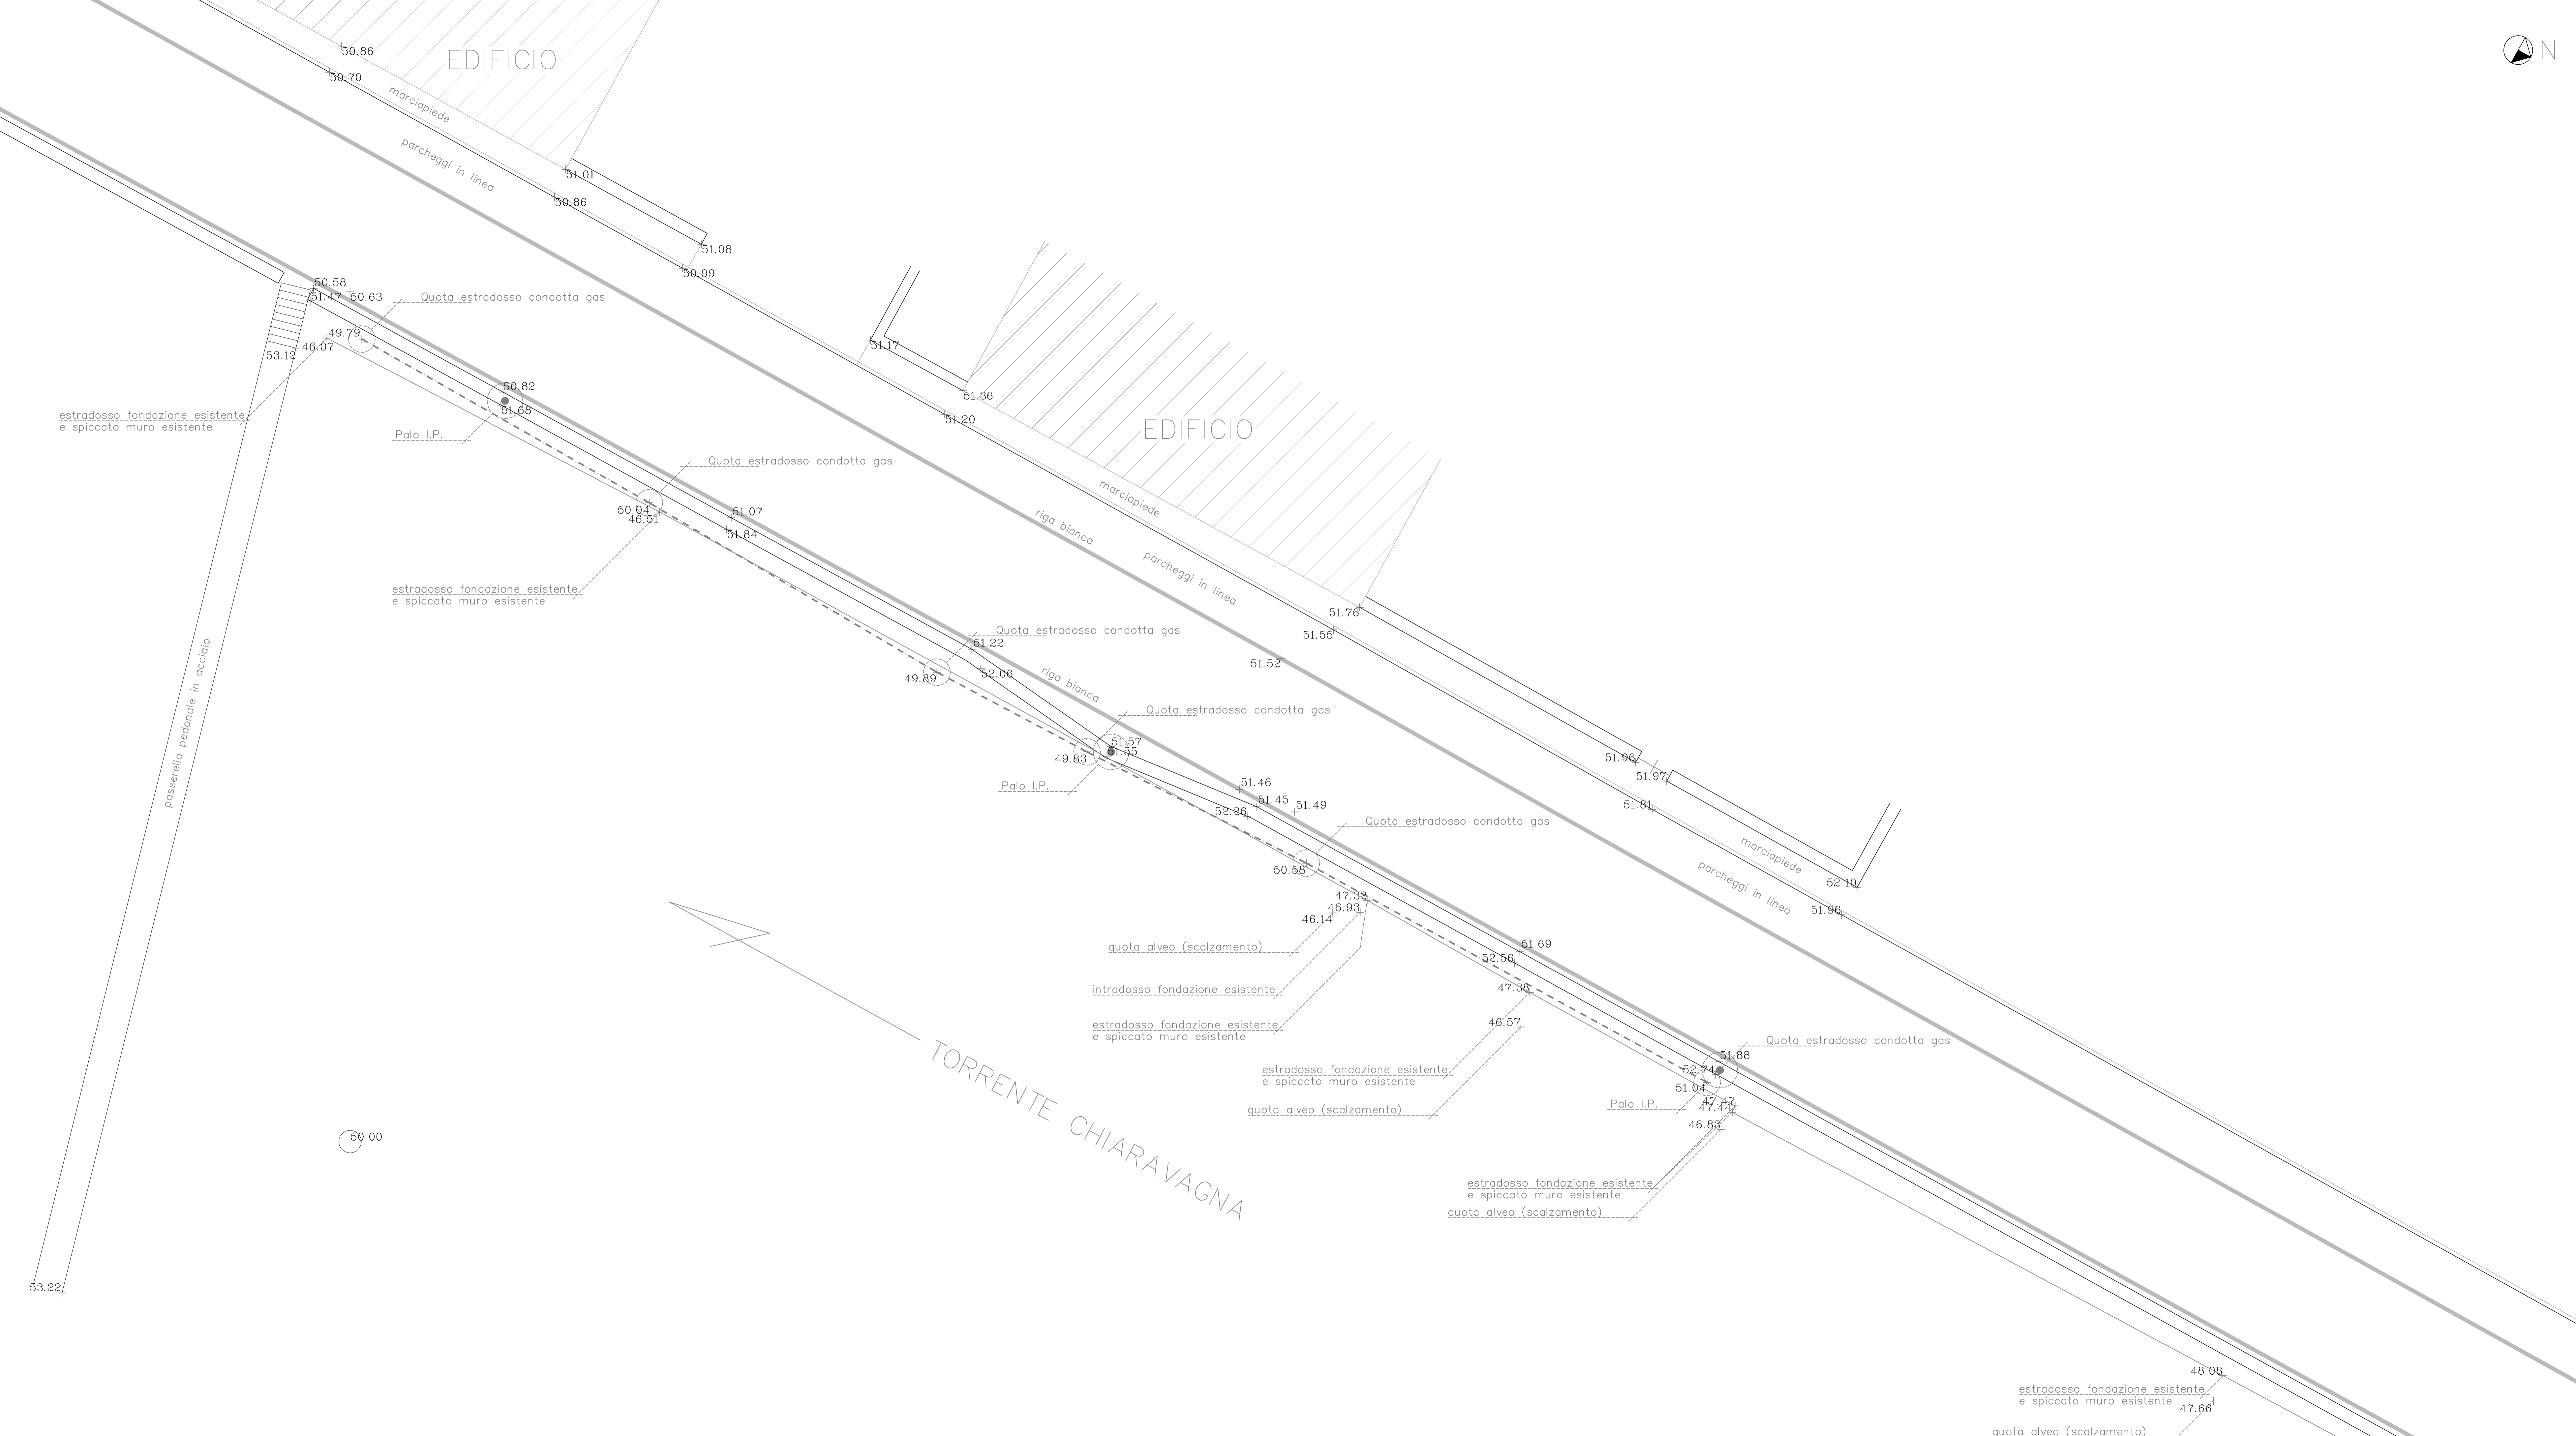 50.86
EDIFICIO
N
50.70
marciapiede
parcheggi in linea
51.01
50.86
51.08
50.99
50.58
51.47
50.63
Quota estradosso condotta gas
49.79
46.07
53.12
51.17
51.36
51.20
50.82
51.68
estradosso fondazione esistente
e spiccato muro esistente
Palo I.P.
EDIFICIO
Quota estradosso condotta gas
marciapiede
50.04
46.51
51.07
51.84
riga bianca
parcheggi in linea
estradosso fondazione esistente
e spiccato muro esistente
51.76
51.55
Quota estradosso condotta gas
51.22
51.52
49.89
52.06
riga bianca
passerella pedonale in acciaio
Quota estradosso condotta gas
51.57
51.55
49.83
51.96
51.97
Palo I.P.
51.46
51.45
51.49
52.26
51.81
Quota estradosso condotta gas
marciapiede
50.58
parcheggi in linea
52.10
51.96
47.32
46.93
46.14
quota alveo (scalzamento)
51.69
52.56
intradosso fondazione esistente
47.38
estradosso fondazione esistente
e spiccato muro esistente
46.57
Quota estradosso condotta gas
51.88
52.74
51.04
estradosso fondazione esistente
e spiccato muro esistente
quota alveo (scalzamento)
Palo I.P.
47.47
47.44
46.83
TORRENTE CHIARAVAGNA
50.00
estradosso fondazione esistente
e spiccato muro esistente
quota alveo (scalzamento)
53.22
48.08
estradosso fondazione esistente
e spiccato muro esistente
47.66
quota alveo (scalzamento)